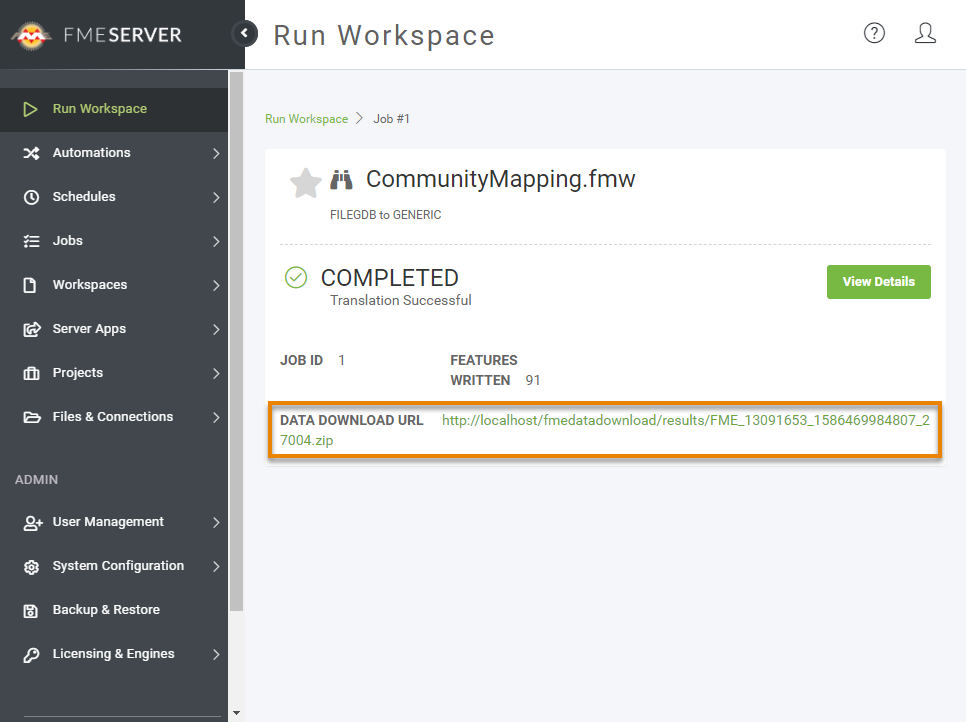 FMESERVER
Run Workspace
Run Workspace
Automations
Schedules
Jobs
Workspaces
Server Apps
Projects
Files & Connections
ADMIN
User Management
System Configuration
Backup & Restore
Licensing & Engines
Run Workspace > Job #1
CommunityMapping.fmw
FILEGDB to GENERIC
COMPLETED
Translation Successful
View Details
JOB ID 1
FEATURES
WRITTEN 91
DATA DOWNLOAD URL http://localhost/fmedatadownload/results/FME_13091653_1586469984807_2
7004.zip